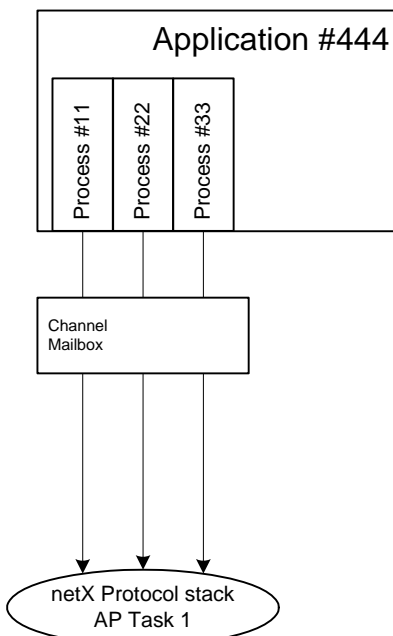 Application #444
Process #11
Process #22
Process #33
Channel
Mailbox
netX Protocol stack
AP Task 1